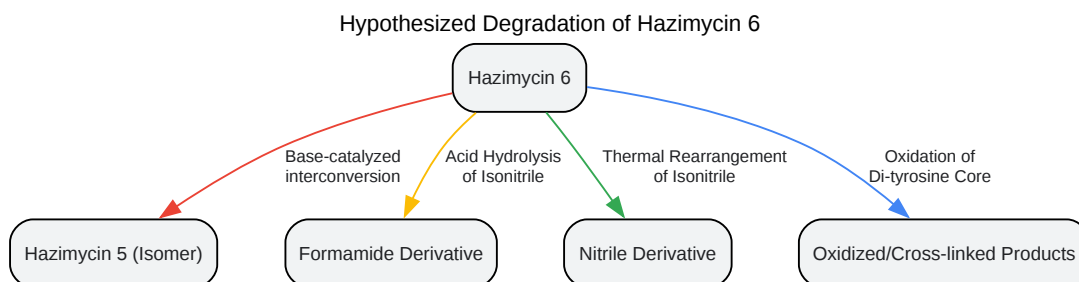 Hypothesized Degradation of Hazimycin 6
Hazimycin 6
Base-catalyzed
interconversion
Acid Hydrolysis
of Isonitrile
Thermal Rearrangement
of Isonitrile
Oxidation of
Di-tyrosine Core
Hazimycin 5 (Isomer)
Formamide Derivative
Nitrile Derivative
Oxidized/Cross-linked Products